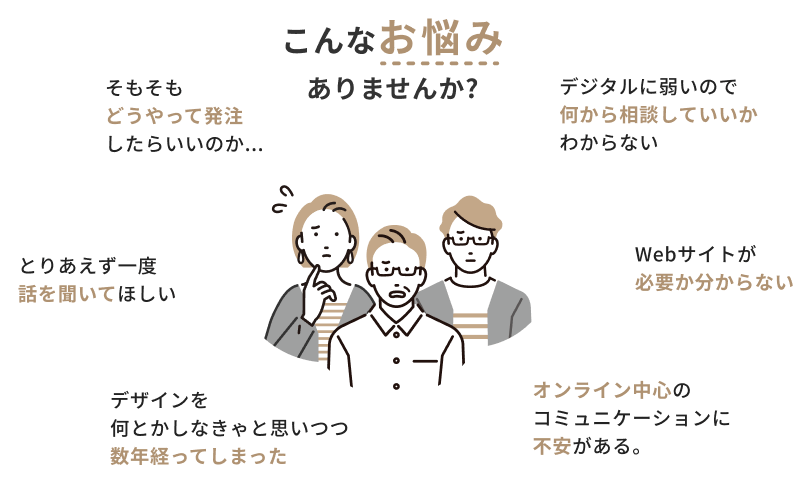 こんなお悩み
ありませんか?
そもそも
どうやって発注
したらいいのか...
デジタルに弱いので
何から相談していいか
わからない
とりあえず一度
話を聞いてほしい
Webサイトが
必要か分からない
デザインを
何とかしなきゃと思いつつ
数年経ってしまった
オンライン中心の
コミュニケーションに
不安がある。